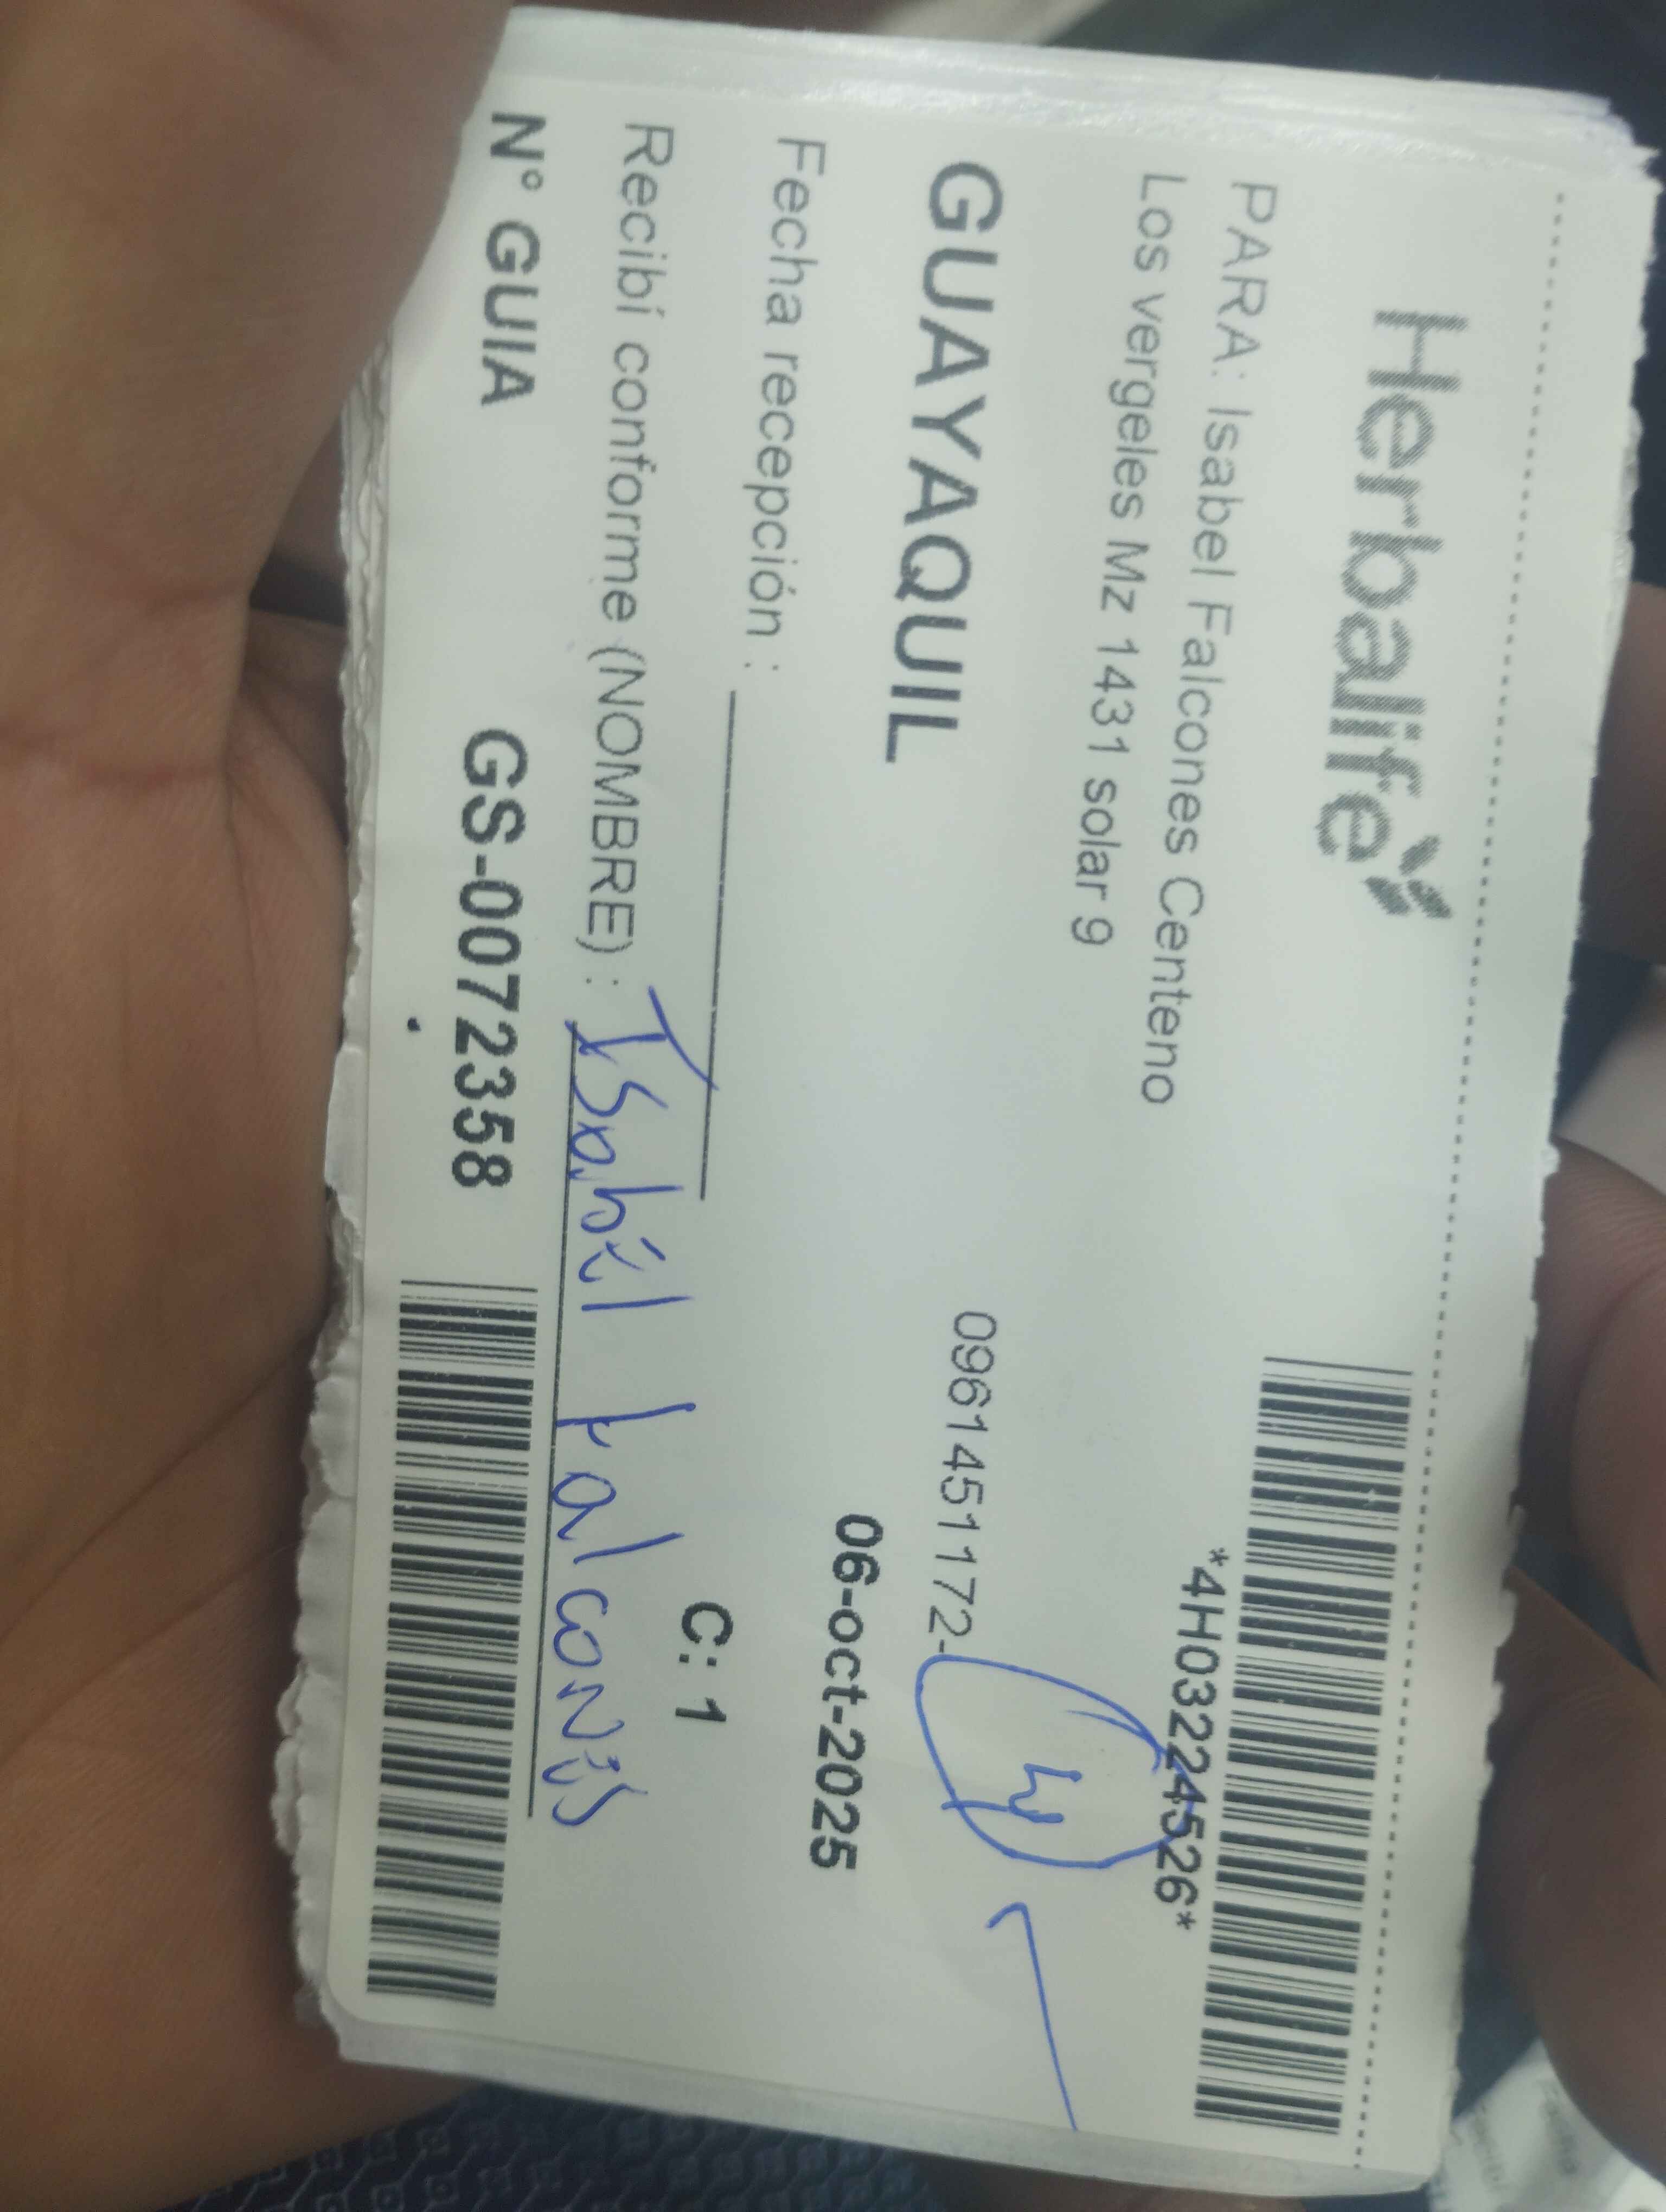 Herbalife
*4H03224526*
PARA: Isabel Falcones Centeno
Los vergeles Mz 1431 solar 9
0961451172-
GUAYAQUIL
06-oct-2025
Fecha recepción :
C: 1
Recibí conforme (NOMBRE) : Isabel Falcones
N° GUIA GS-0072358